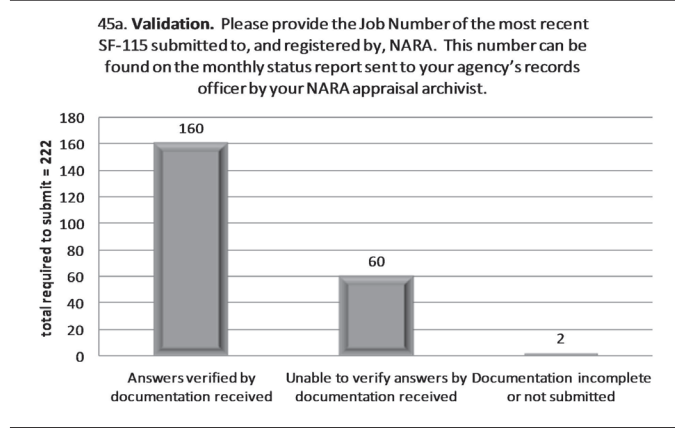 45a. Validation. Please provide the Job Number of the most recent
SF-115 submitted to, and registered by, NARA. This number can be
found on the monthly status report sent to your agency's records
officer by your NARA appraisal archivist.
total required to submit = 222
180
160
140
120
100
80
60
40
20
0
160
60
2
Answers verified by
documentation received
Unable to verify answers by
documentation received
Documentation incomplete
or not submitted